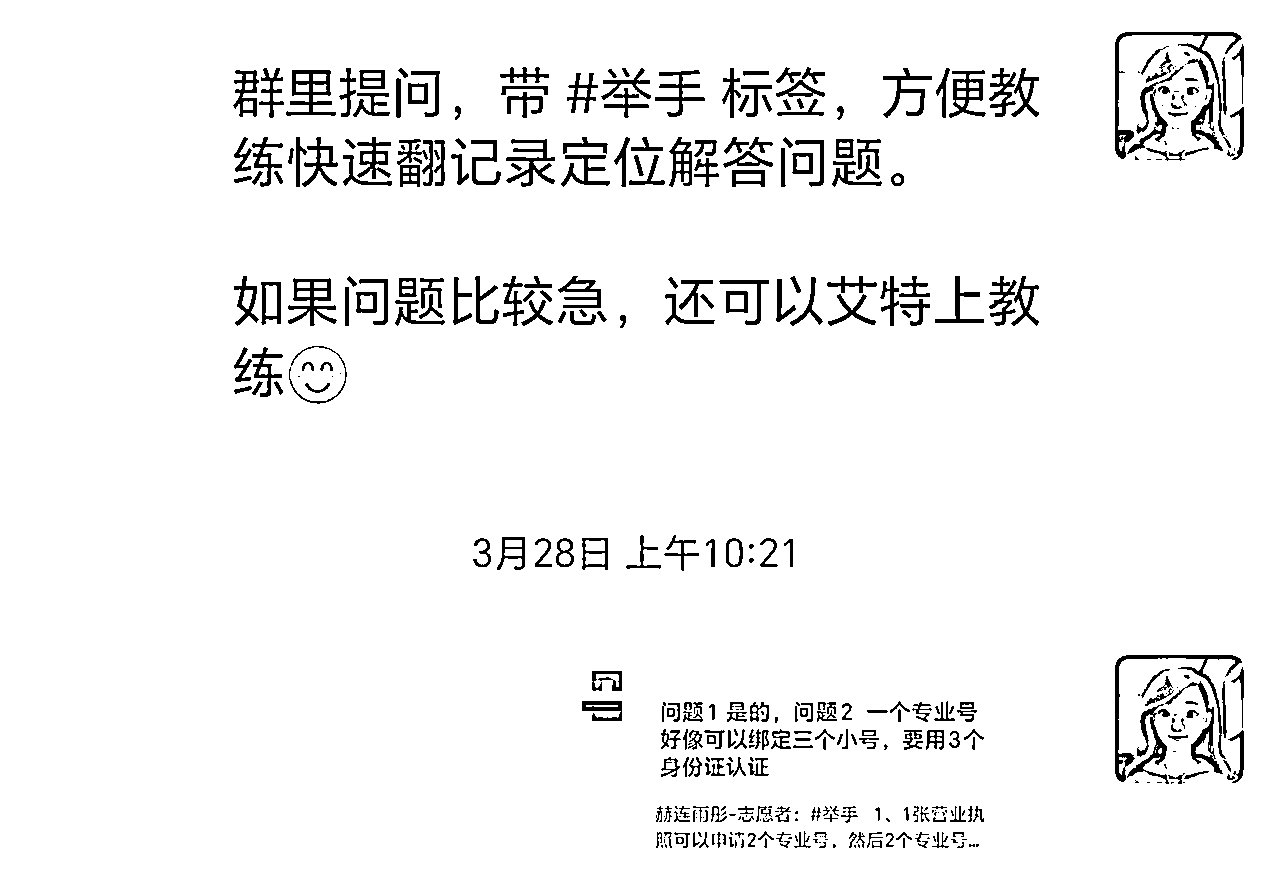 群里提问，带 #举手 标签，方便教
练快速翻记录定位解答问题。
如果问题比较急，还可以艾特上教
练😊
3月28日 上午10:21
问题1 是的，问题2 一个专业号
好像可以绑定三个小号，要用3个
身份证认证
赫连雨彤-志愿者：#举手 1、1张营业执
照可以申请2个专业号，然后2个专业号...